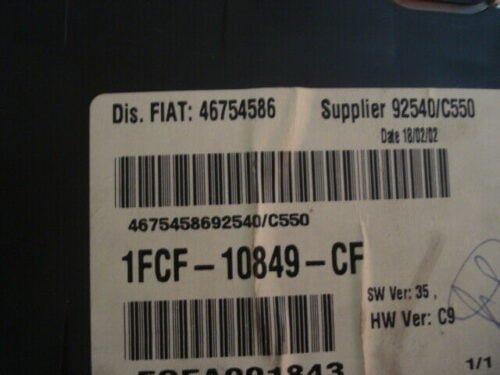 Dis. FIAT: 46754586 Supplier 92540/C550
Date 18/02/02
4675458692540/C550
1FCF-10849-CF
SW Ver: 35 ,
HW Ver: C9
1/1